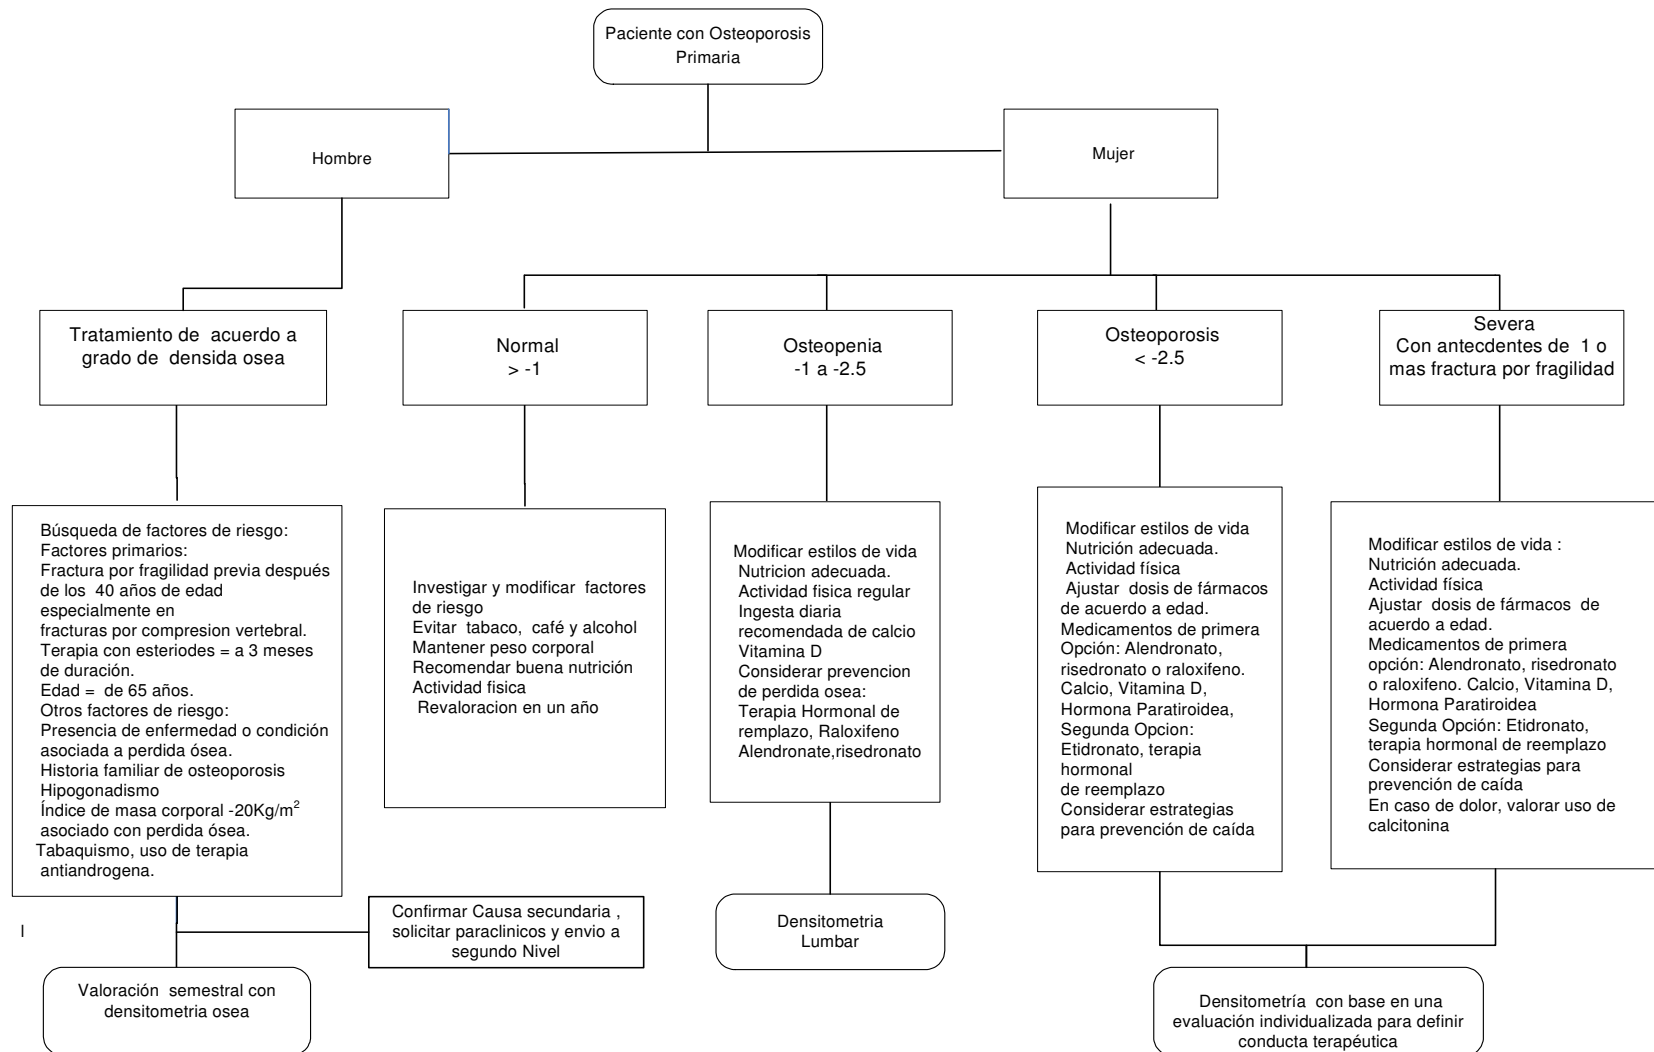 Paciente con Osteoporosis
Primaria
Hombre
Mujer
Tratamiento de acuerdo a
grado de densida osea
Normal
> -1
Osteopenia
-1 a -2.5
Osteoporosis
< -2.5
Severa
Con antecdentes de 1 o
mas fractura por fragilidad
Búsqueda de factores de riesgo:
Factores primarios:
Fractura por fragilidad previa después
de los 40 años de edad
especialmente en
fracturas por compresion vertebral.
Terapia con esteriodes = a 3 meses
de duración.
Edad = de 65 años.
Otros factores de riesgo:
Presencia de enfermedad o condición
asociada a perdida ósea.
Historia familiar de osteoporosis
Hipogonadismo
Índice de masa corporal -20Kg/m²
asociado con perdida ósea.
Tabaquismo, uso de terapia
antiandrogena.
Investigar y modificar factores
de riesgo
Evitar tabaco, café y alcohol
Mantener peso corporal
Recomendar buena nutrición
Actividad fisica
Revaloracion en un año
Modificar estilos de vida
Nutricion adecuada.
Actividad fisica regular
Ingesta diaria
recomendada de calcio
Vitamina D
Considerar prevencion
de perdida osea:
Terapia Hormonal de
remplazo, Raloxifeno
Alendronate,risedronato
Modificar estilos de vida
Nutrición adecuada.
Actividad física
Ajustar dosis de fármacos
de acuerdo a edad.
Medicamentos de primera
Opción: Alendronato,
risedronato o raloxifeno.
Calcio, Vitamina D,
Hormona Paratiroidea,
Segunda Opcion:
Etidronato, terapia
hormonal
de reemplazo
Considerar estrategias
para prevención de caída
Modificar estilos de vida :
Nutrición adecuada.
Actividad física
Ajustar dosis de fármacos de
acuerdo a edad.
Medicamentos de primera
opción: Alendronato, risedronato
o raloxifeno. Calcio, Vitamina D,
Hormona Paratiroidea
Segunda Opción: Etidronato,
terapia hormonal de reemplazo
Considerar estrategias para
prevención de caída
En caso de dolor, valorar uso de
calcitonina
Confirmar Causa secundaria ,
solicitar paraclinicos y envio a
segundo Nivel
l
Valoración semestral con
densitometria osea
Densitometria
Lumbar
Densitometría con base en una
evaluación individualizada para definir
conducta terapéutica